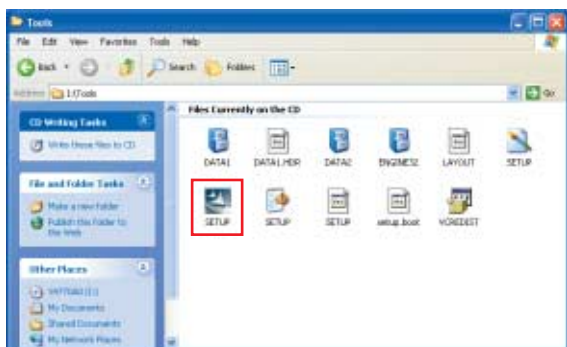 Tools
File Edit View Favorites Tools Help
Back Search Folders
Address I:\Tools Go
Files Currently on the CD
CD Writing Tasks
Write these files to CD
File and Folder Tasks
Make a new folder
Publish this folder to
the Web
Other Places
My Documents
Shared Documents
My Network Places
DATA1 DATA1.HDR DATA2 ENGINE32 LAYOUT SETUP
SETUP SETUP SETUP setup.boot VCREDIST